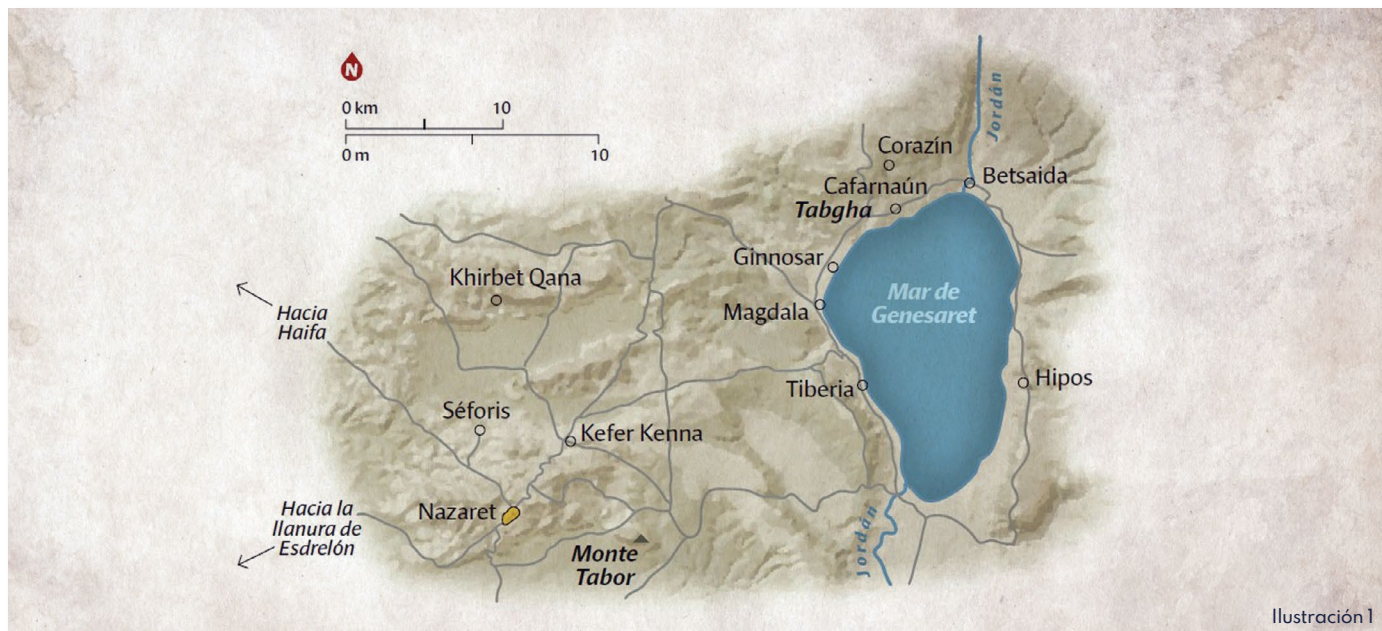 N
0 km 10
0 m 10
Jordán
Corazín
Betsaida
Cafarnaún
Tabgha
Ginnosar
Khirbet Qana
Mar de
Genesaret
Magdala
Hacia
Haifa
Tiberia
Hipos
Séforis
Kefer Kenna
Nazaret
Hacia la
llanura de
Esdrelón
Monte
Tabor
Jordán
Ilustración 1